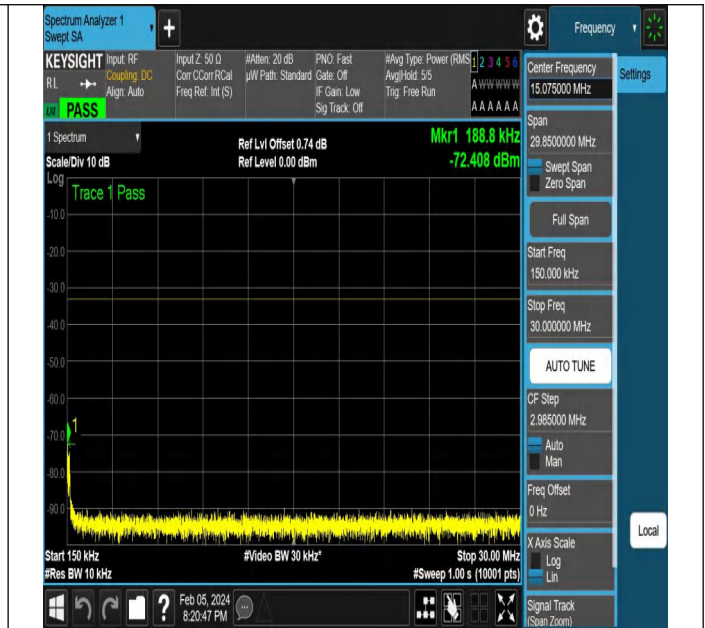 Spectrum Analyzer 1
Swept SA
+
Frequency
KEYSIGHT
RL
PASS
Input: RF
Coupling: DC
Align: Auto
Input Z: 50 Ω
Corr CCorr RCal
Freq Ref: Int (S)
#Atten: 20 dB
µW Path: Standard
PNO: Fast
Gate: Off
IF Gain: Low
Sig Track: Off
#Avg Type: Power (RMS
Avg|Hold: 5/5
Trig: Free Run
1 2 3 4 5 6
A W W W W W
A A A A A A
1 Spectrum
Scale/Div 10 dB
Ref Lvl Offset 0.74 dB
Ref Level 0.00 dBm
Mkr1 188.8 kHz
-72.408 dBm
Log
Trace 1 Pass
-10.0
-20.0
-30.0
-40.0
-50.0
-60.0
-70.0
-80.0
-90.0
1
Start 150 kHz
#Res BW 10 kHz
#Video BW 30 kHz*
Stop 30.00 MHz
#Sweep 1.00 s (10001 pts)
?
Feb 05, 2024
8:20:47 PM
Center Frequency
15.075000 MHz
Settings
Span
29.8500000 MHz
Swept Span
Zero Span
Full Span
Start Freq
150.000 kHz
Stop Freq
30.000000 MHz
AUTO TUNE
CF Step
2.985000 MHz
Auto
Man
Freq Offset
0 Hz
Local
X Axis Scale
Log
Lin
Signal Track
(Span Zoom)